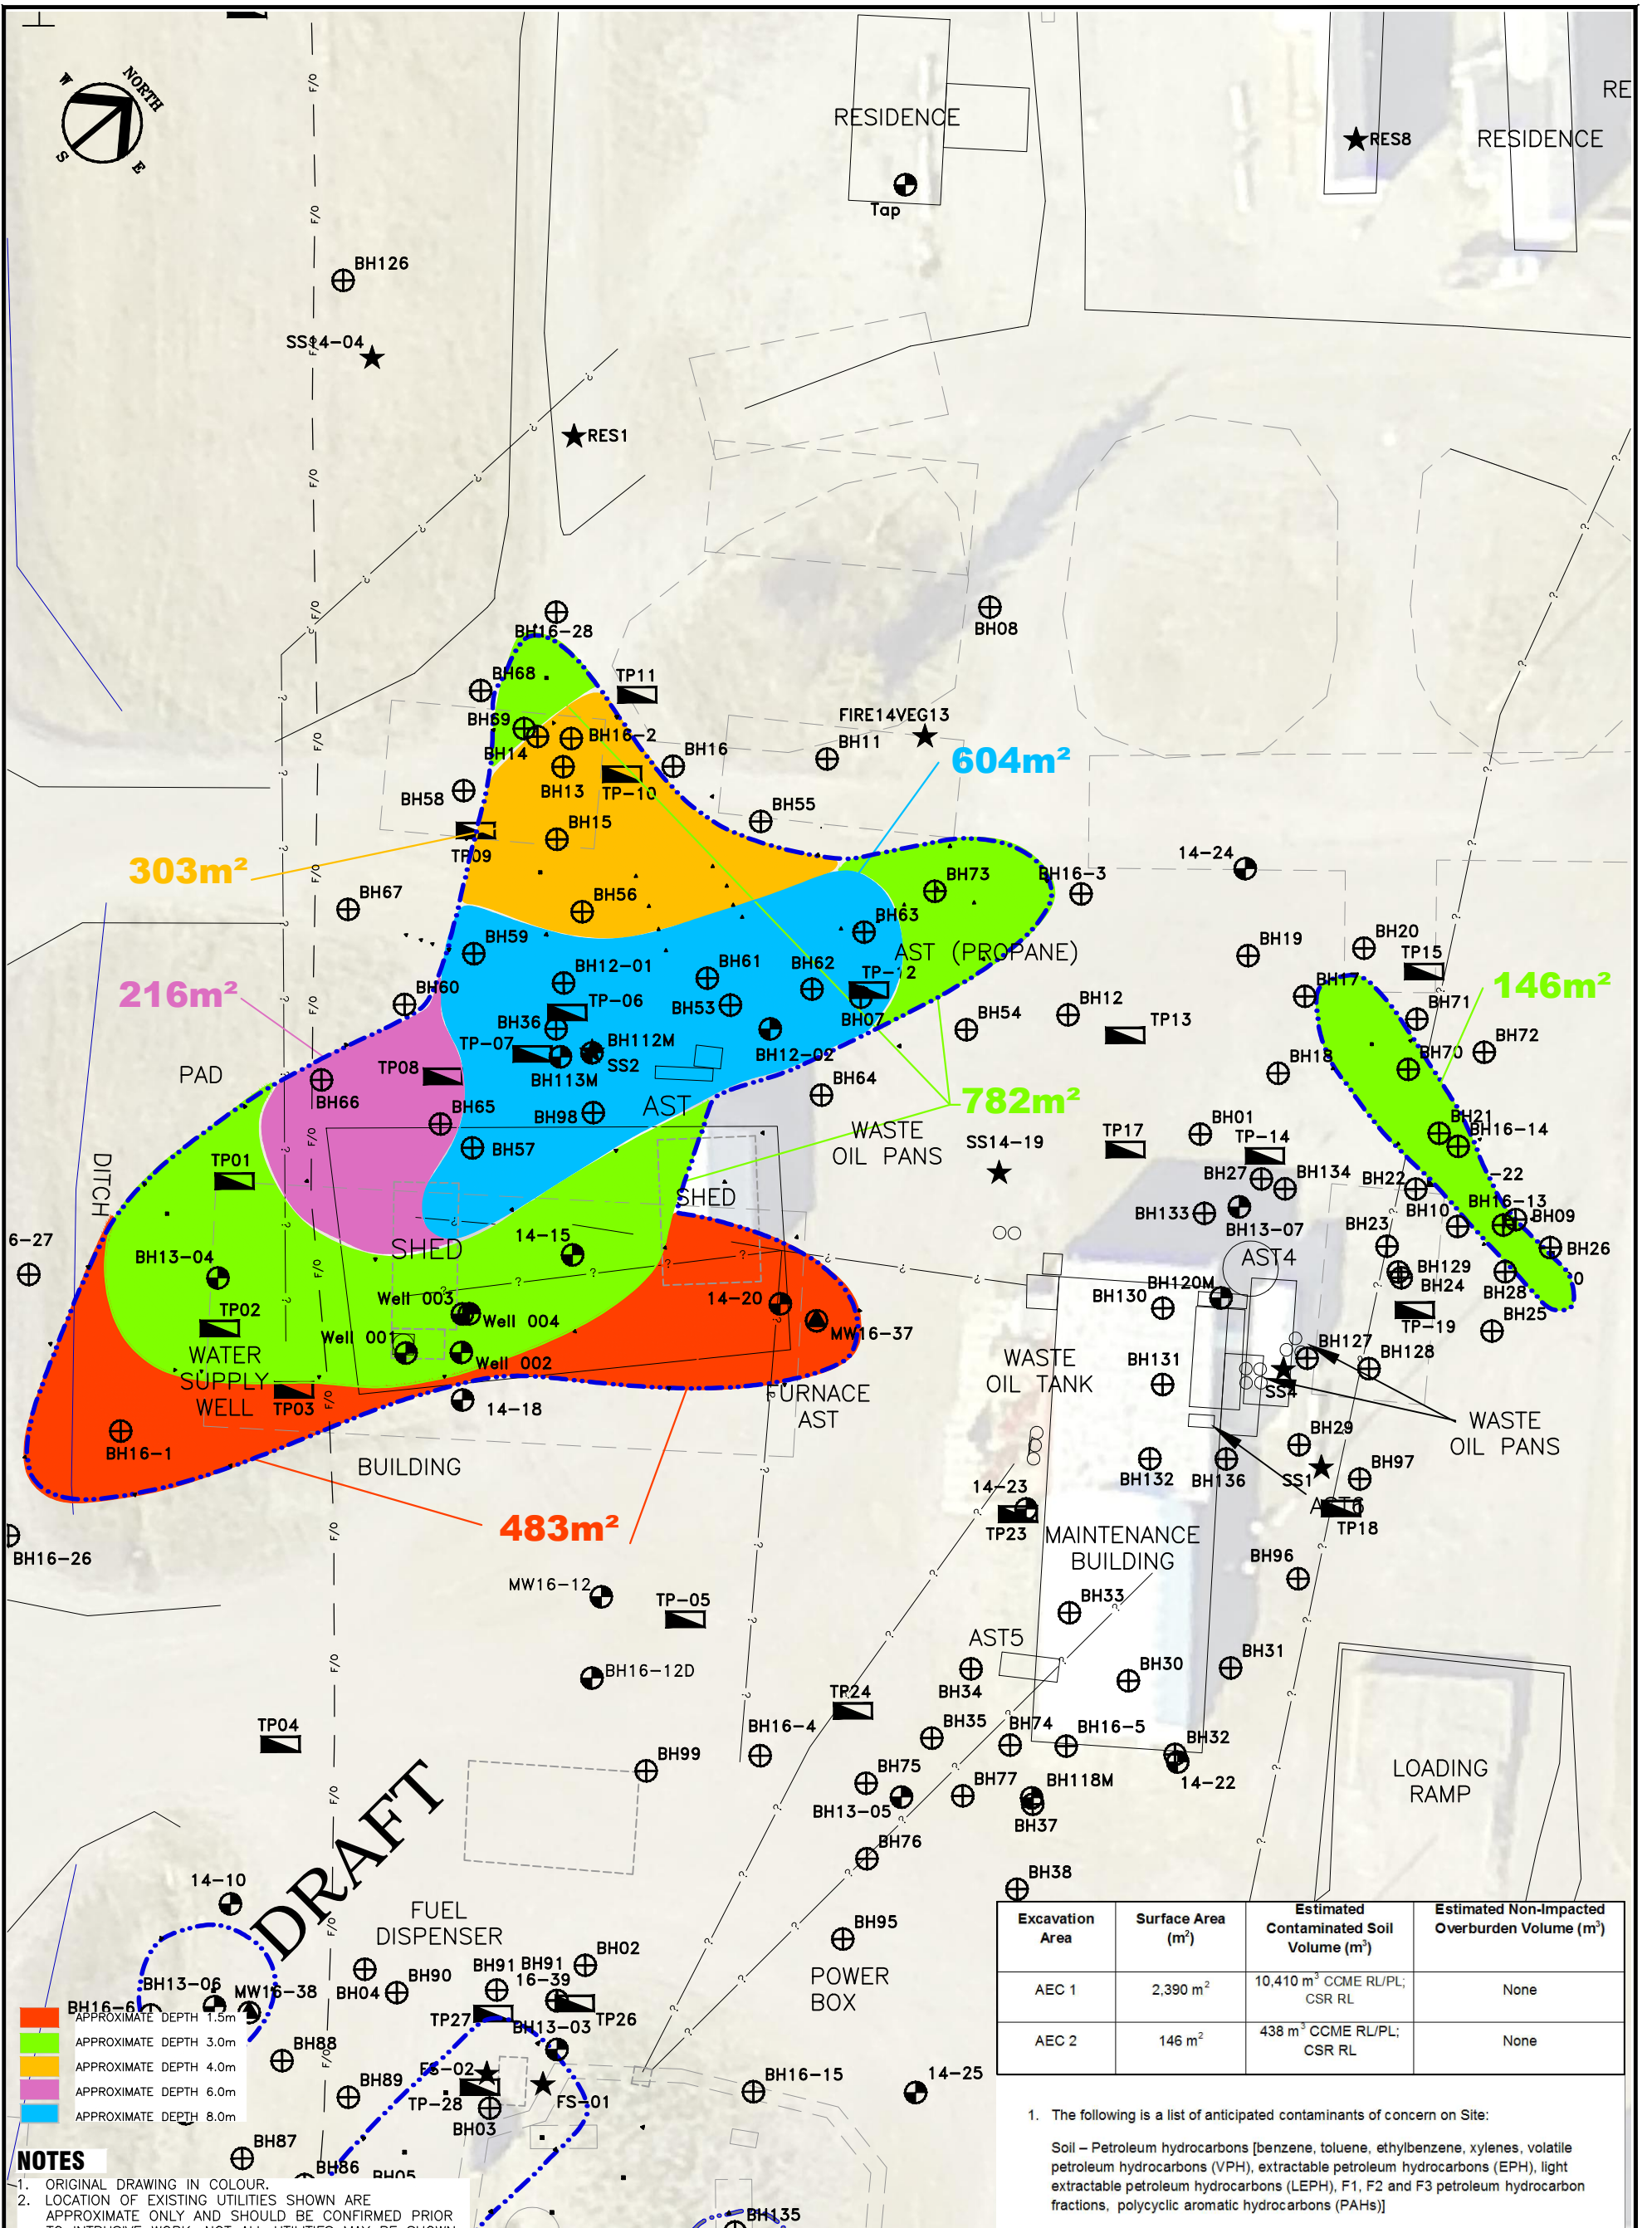 W
NORTH
S
E
RESIDENCE
Tap
RES8
RESIDENCE
RE
BH126
SS14-04
RES1
BH16-28
BH08
BH68
TP11
BH69
BH14
BH16-2
BH16
FIRE14VEG13
BH11
604m²
BH58
BH13
TP-10
BH55
BH15
TP09
303m²
14-24
BH73
BH16-3
BH67
BH56
BH63
BH20
BH59
AST (PROPANE)
BH19
TP15
BH12-01
BH61
BH62
TP-12
BH17
146m²
216m²
BH60
TP-06
BH53
BH07
BH54
BH12
TP13
BH71
BH36
BH72
TP-07
BH112M
SS2
BH12-02
BH18
BH70
PAD
TP08
BH113M
BH66
BH64
782m²
BH65
BH98
AST
BH57
WASTE
OIL PANS
SS14-19
TP17
BH01
TP-14
BH21
BH16-14
DITCH
TP01
SHED
BH27
BH134
BH22
-22
BH133
BH13-07
BH10
BH16-13
BH09
6-27
BH13-04
SHED
14-15
BH23
BH26
AST4
BH129
BH24
BH28
0
BH130
BH120M
14-20
Well 003
Well 004
MW16-37
TP02
Well 001
Well 002
TP-19
BH25
WATER
SUPPLY
WELL
TP03
BH127
BH128
WASTE
OIL TANK
BH131
SS4
14-18
FURNACE
AST
WASTE
OIL PANS
BH16-1
BUILDING
BH29
BH132
BH136
SS1
BH97
483m²
14-23
TP23
AST6
TP18
BH16-26
MAINTENANCE
BUILDING
MW16-12
TP-05
BH96
BH33
AST5
BH16-12D
BH34
BH30
BH31
TP24
TP04
BH16-4
BH35
BH74
BH16-5
BH32
BH99
14-22
BH75
BH77
BH118M
BH13-05
BH37
LOADING
RAMP
BH76
DRAFT
BH38
14-10
FUEL
DISPENSER
BH95
BH02
BH91
BH91
16-39
BH90
BH04
POWER
BOX
BH13-06
MW16-38
BH16-6
TP27
TP26
BH13-03
BH88
FS-02
FS-01
BH89
TP-28
BH03
BH16-15
14-25
BH87
BH86
BH05
BH135
APPROXIMATE DEPTH 1.5m
APPROXIMATE DEPTH 3.0m
APPROXIMATE DEPTH 4.0m
APPROXIMATE DEPTH 6.0m
APPROXIMATE DEPTH 8.0m
NOTES
1. ORIGINAL DRAWING IN COLOUR.
2. LOCATION OF EXISTING UTILITIES SHOWN ARE
APPROXIMATE ONLY AND SHOULD BE CONFIRMED PRIOR
TO INTRUSIVE WORK. NOT ALL UTILITIES MAY BE SHOWN
Excavation Area | Surface Area (m²) | Estimated Contaminated Soil Volume (m³) | Estimated Non-Impacted Overburden Volume (m³)
AEC 1 | 2,390 m² | 10,410 m³ CCME RL/PL; CSR RL | None
AEC 2 | 146 m² | 438 m³ CCME RL/PL; CSR RL | None
1. The following is a list of anticipated contaminants of concern on Site:
Soil – Petroleum hydrocarbons [benzene, toluene, ethylbenzene, xylenes, volatile
petroleum hydrocarbons (VPH), extractable petroleum hydrocarbons (EPH), light
extractable petroleum hydrocarbons (LEPH), F1, F2 and F3 petroleum hydrocarbon
fractions, polycyclic aromatic hydrocarbons (PAHs)]